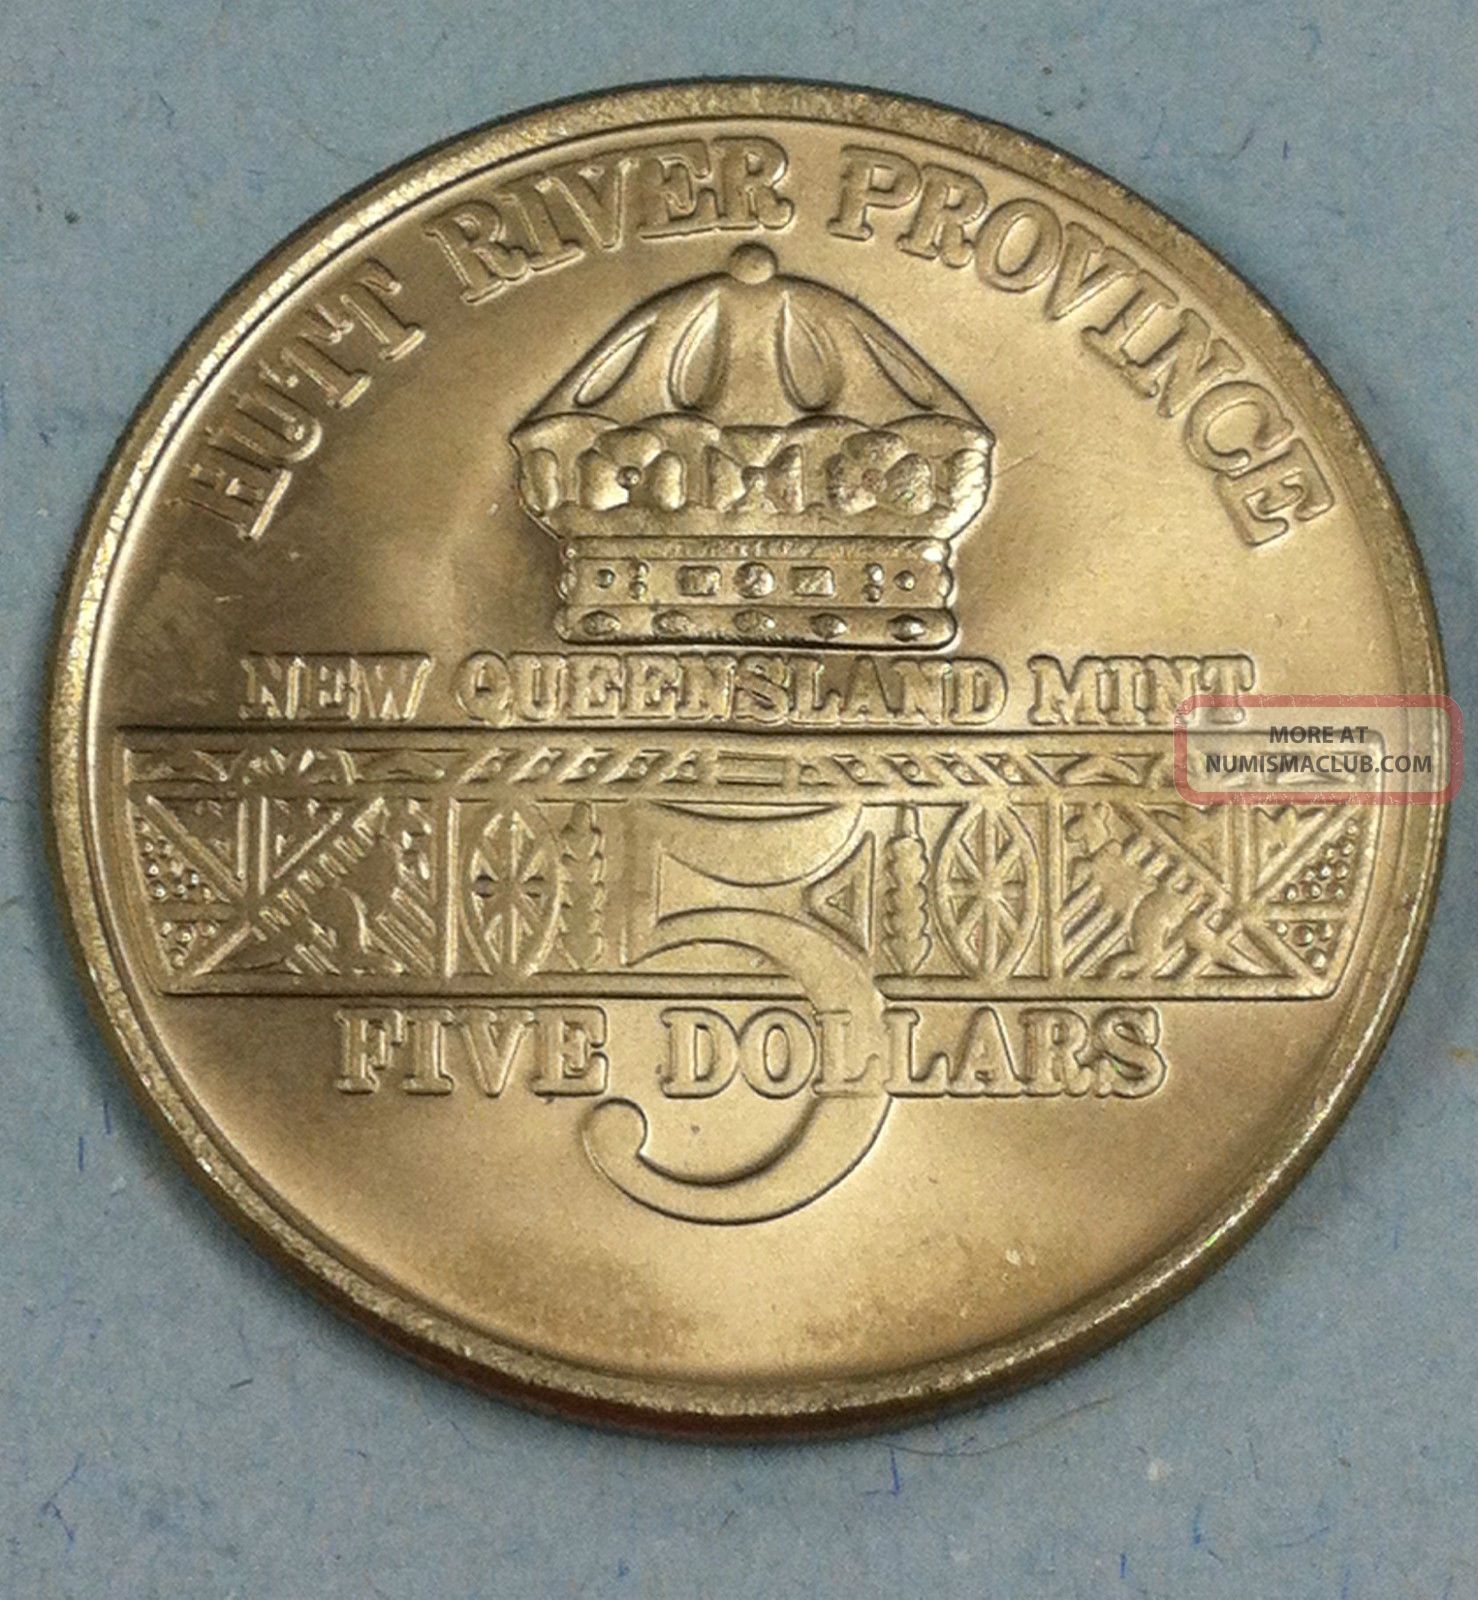 HUTT RIVER PROVINCE
NEW QUEENSLAND MINT
5
FIVE DOLLARS
MORE AT
NUMISMACLUB.COM